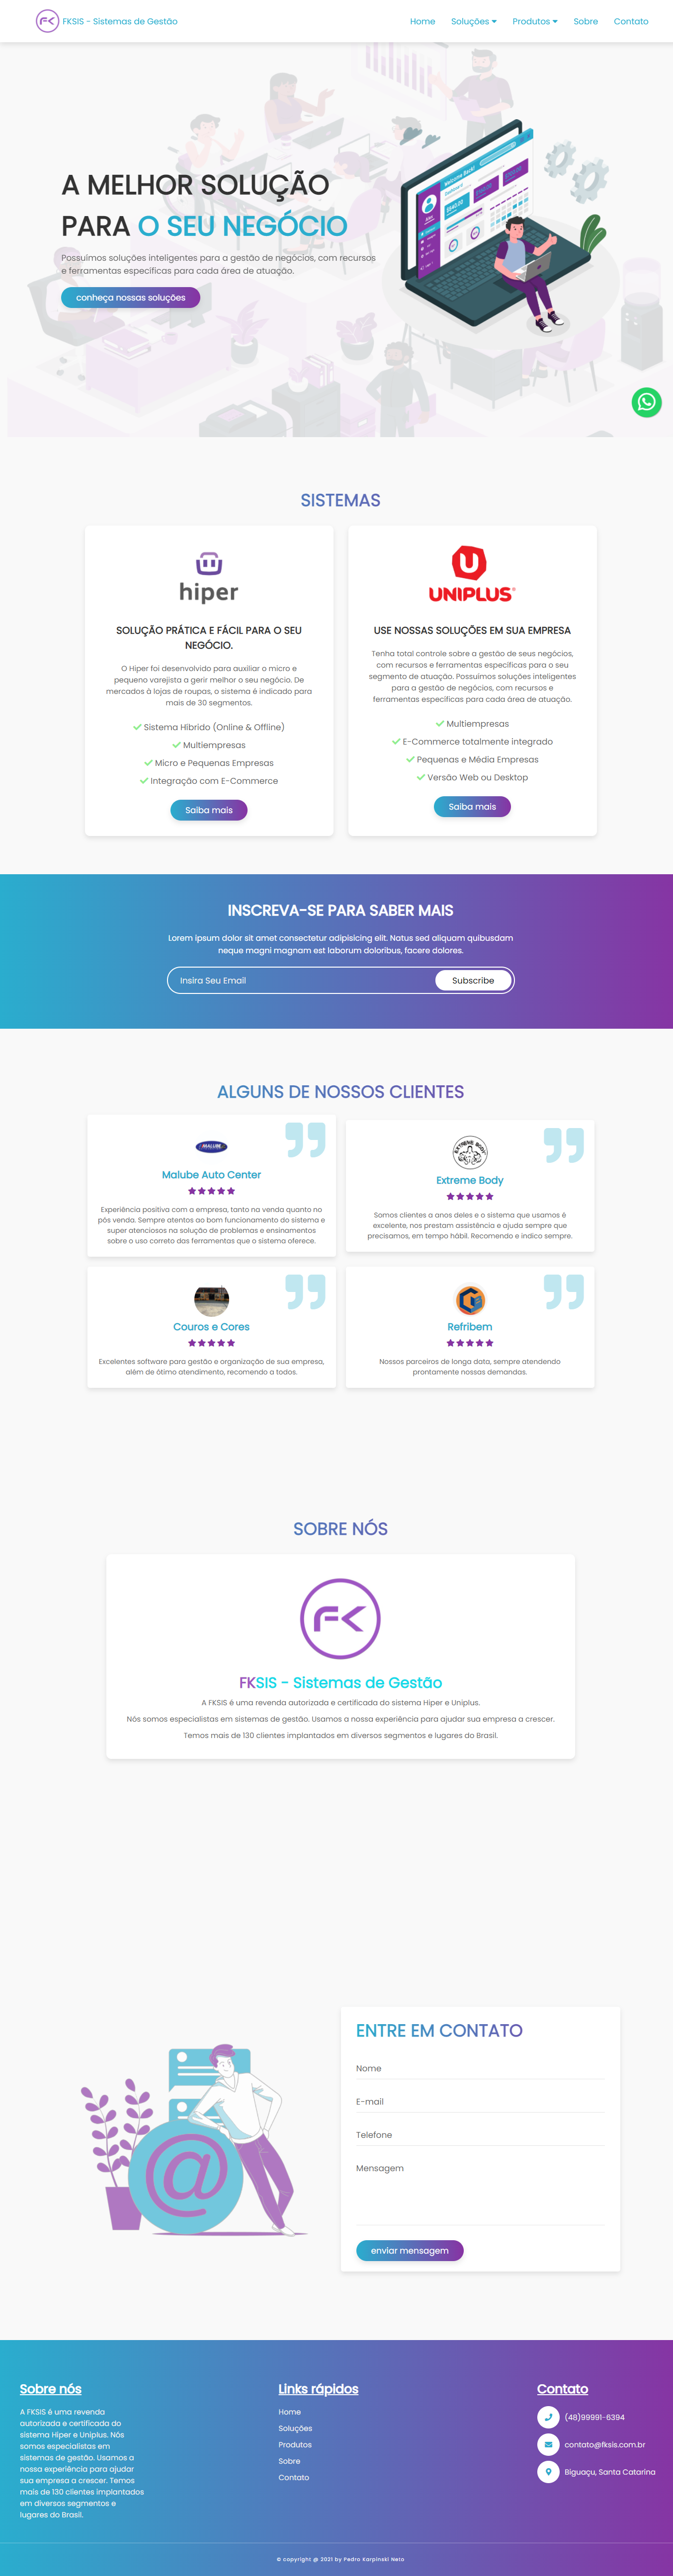 FKSIS - Sistemas de Gestão
Home
Soluções
Produtos
Sobre
Contato
A MELHOR SOLUÇÃO
PARA O SEU NEGÓCIO
Possuimos soluções inteligentes para a gestão de negócios, com recursos
e ferramentas específicas para cada área de atuação.
conheça nossas soluções
Welcome Back!
SISTEMAS
hiper
SOLUÇÃO PRÁTICA E FÁCIL PARA O SEU
NEGÓCIO.
O Hiper foi desenvolvido para auxiliar o micro e
pequeno varejista a gerir melhor o seu negócio. De
mercados à lojas de roupas, o sistema é indicado para
mais de 30 segmentos.
Sistema Híbrido (Online & Offline)
Multiempresas
Micro e Pequenas Empresas
Integração com E-Commerce
Saiba mais
UNIPLUS
USE NOSSAS SOLUÇÕES EM SUA EMPRESA
Tenha total controle sobre a gestão de seus negócios,
com recursos e ferramentas específicas para o seu
segmento de atuação. Possuímos soluções inteligentes
para a gestão de negócios, com recursos e
ferramentas específicas para cada área de atuação.
Multiempresas
E-Commerce totalmente integrado
Pequenas e Média Empresas
Versão Web ou Desktop
Saiba mais
INSCREVA-SE PARA SABER MAIS
Lorem ipsum dolor sit amet consectetur adipisicing elit. Natus sed aliquam quibusdam
neque magni magnam est laborum doloribus, facere dolores.
Insira Seu Email
Subscribe
ALGUNS DE NOSSOS CLIENTES
MALUBE
Malube Auto Center
Experiência positiva com a empresa, tanto na venda quanto no
pós venda. Sempre atentos ao bom funcionamento do sistema e
super atenciosos na solução de problemas e ensinamentos
sobre o uso correto das ferramentas que o sistema oferece.
EXTREME BODY
Extreme Body
Somos clientes a anos deles e o sistema que usamos é
excelente, nos prestam assistência e ajuda sempre que
precisamos, em tempo hábil. Recomendo e indico sempre.
Couros e Cores
Excelentes software para gestão e organização de sua empresa,
além de ótimo atendimento, recomendo a todos.
Refribem
Nossos parceiros de longa data, sempre atendendo
prontamente nossas demandas.
SOBRE NÓS
FK
FKSIS - Sistemas de Gestão
A FKSIS é uma revenda autorizada e certificada do sistema Hiper e Uniplus.
Nós somos especialistas em sistemas de gestão. Usamos a nossa experiência para ajudar sua empresa a crescer.
Temos mais de 130 clientes implantados em diversos segmentos e lugares do Brasil.
@
ENTRE EM CONTATO
Nome
E-mail
Telefone
Mensagem
enviar mensagem
Sobre nós
A FKSIS é uma revenda
autorizada e certificada do
sistema Hiper e Uniplus. Nós
somos especialistas em
sistemas de gestão. Usamos a
nossa experiência para ajudar
sua empresa a crescer. Temos
mais de 130 clientes implantados
em diversos segmentos e
lugares do Brasil.
Links rápidos
Home
Soluções
Produtos
Sobre
Contato
Contato
(48)99991-6394
contato@fksis.com.br
Biguaçu, Santa Catarina
© copyright @ 2021 by Pedro Karpinski Neto